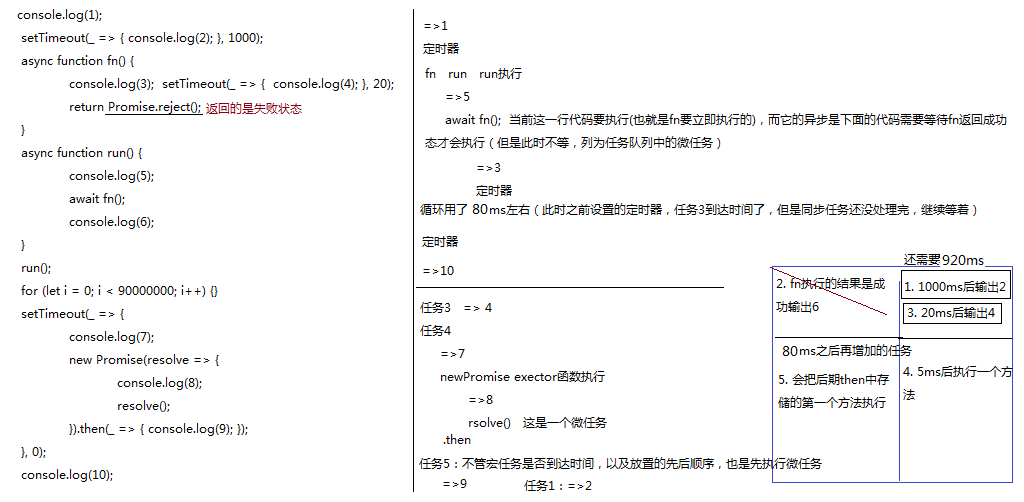 console.log(1);
setTimeout(_ => { console.log(2); }, 1000);
async function fn() {
console.log(3);  setTimeout(_ => {  console.log(4); }, 20);
return Promise.reject(); 返回的是失败状态
}
async function run() {
console.log(5);
await fn();
console.log(6);
}
run();
for (let i = 0; i < 90000000; i++) {}
setTimeout(_ => {
console.log(7);
new Promise(resolve => {
console.log(8);
resolve();
}).then(_ => { console.log(9); });
}, 0);
console.log(10);
=>1
定时器
fn    run    run执行
=>5
await fn();  当前这一行代码要执行(也就是fn要立即执行的)，而它的异步是下面的代码需要等待fn返回成功
态才会执行（但是此时不等，列为任务队列中的微任务）
=>3
定时器
循环用了 80ms左右（此时之前设置的定时器，任务3到达时间了，但是同步任务还没处理完，继续等着）
定时器
=>10
任务3    => 4
任务4
=>7
newPromise exector函数执行
=>8
rsolve()    这是一个微任务
.then
任务5：不管宏任务是否到达时间，以及放置的先后顺序，也是先执行微任务
=>9    任务1：=>2
还需要920ms
2. fn执行的结果是成
功输出6
1. 1000ms后输出2
3. 20ms后输出4
80ms之后再增加的任务
5. 会把后期then中存
储的第一个方法执行
4. 5ms后执行一个方
法